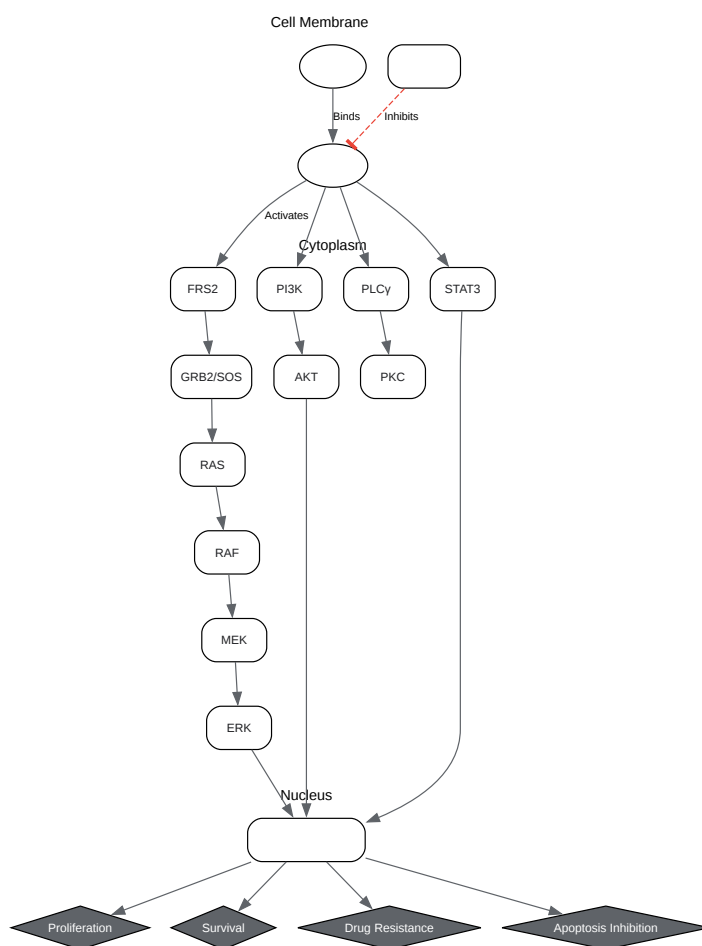 Cell Membrane
Binds
Inhibits
Activates
Cytoplasm
FRS2
PI3K
PLCγ
STAT3
GRB2/SOS
AKT
PKC
RAS
RAF
MEK
ERK
Nucleus
Proliferation
Survival
Drug Resistance
Apoptosis Inhibition